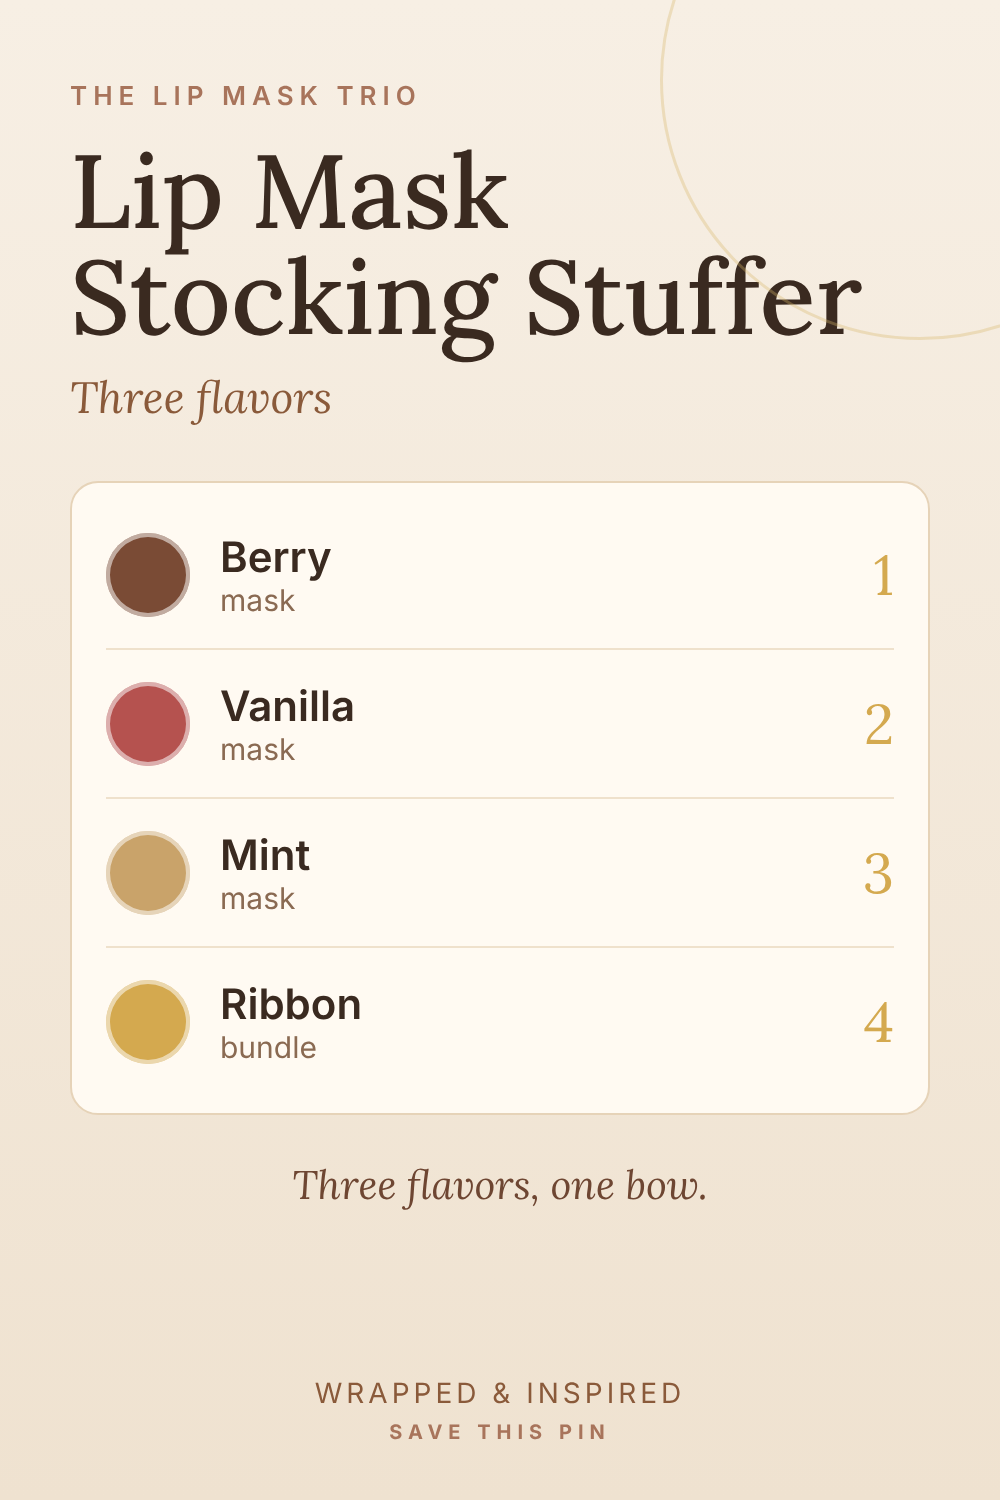 THE LIP MASK TRIO
Lip Mask
Stocking Stuffer
Three flavors
Berry
mask
1
Vanilla
mask
2
Mint
mask
3
Ribbon
bundle
4
Three flavors, one bow.
WRAPPED & INSPIRED
SAVE THIS PIN